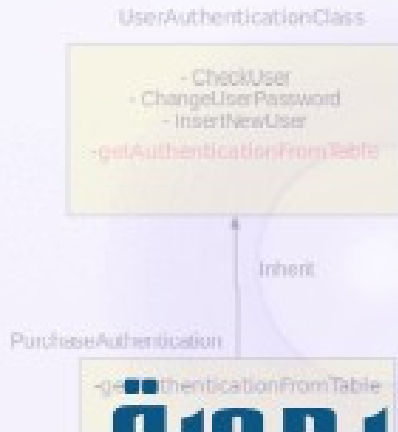 UserAuthenticationClass
- CheckUser
- ChangeUserPassword
- InsertNewUser
-getAuthenticationFromTable
Inherit
PurchaseAuthentication